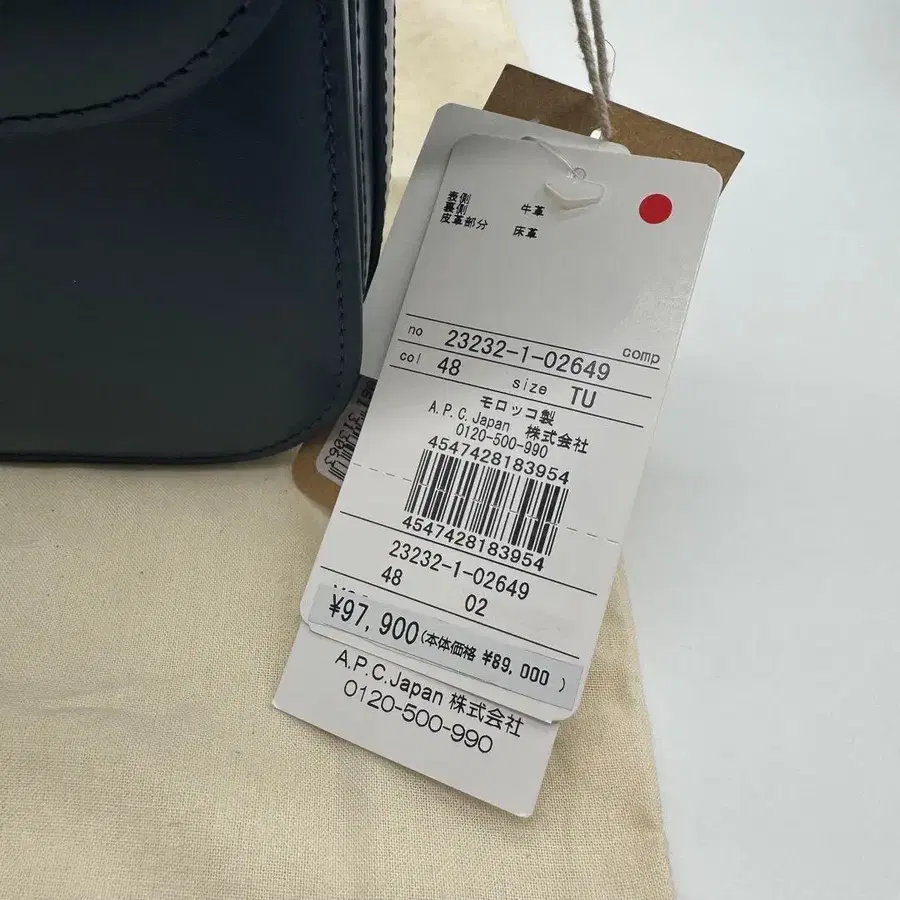 表側
裏側 牛革
皮革部分 床革
no 23232-1-02649 comp
col 48 size TU
モロッコ製
A.P.C.Japan 株式会社
0120-500-990
4547428183954
4547428183954
23232-1-02649
48 02
¥97,900(本体価格 ¥89,000 )
A.P.C.Japan 株式会社
0120-500-990
313063